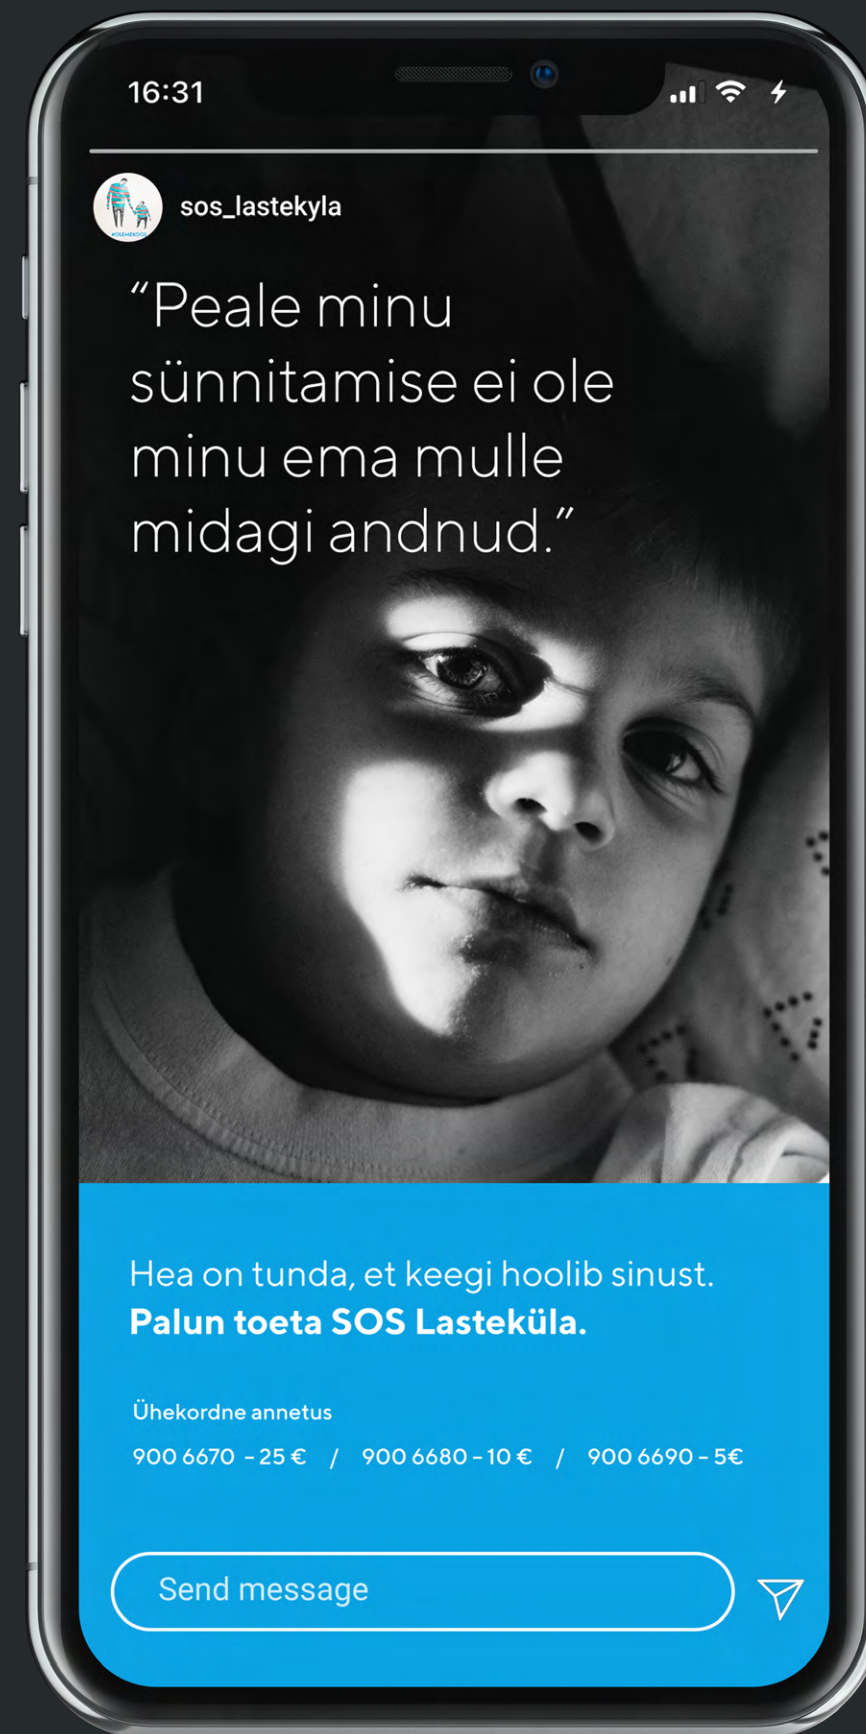 16:31
sos_lastekyla
“Peale minu
sünnitamise ei ole
minu ema mulle
midagi andnud.”
Hea on tunda, et keegi hoolib sinust.
Palun toeta SOS Lasteküla.
Ühekordne annetus
900 6670 - 25 € / 900 6680 - 10 € / 900 6690 - 5€
Send message